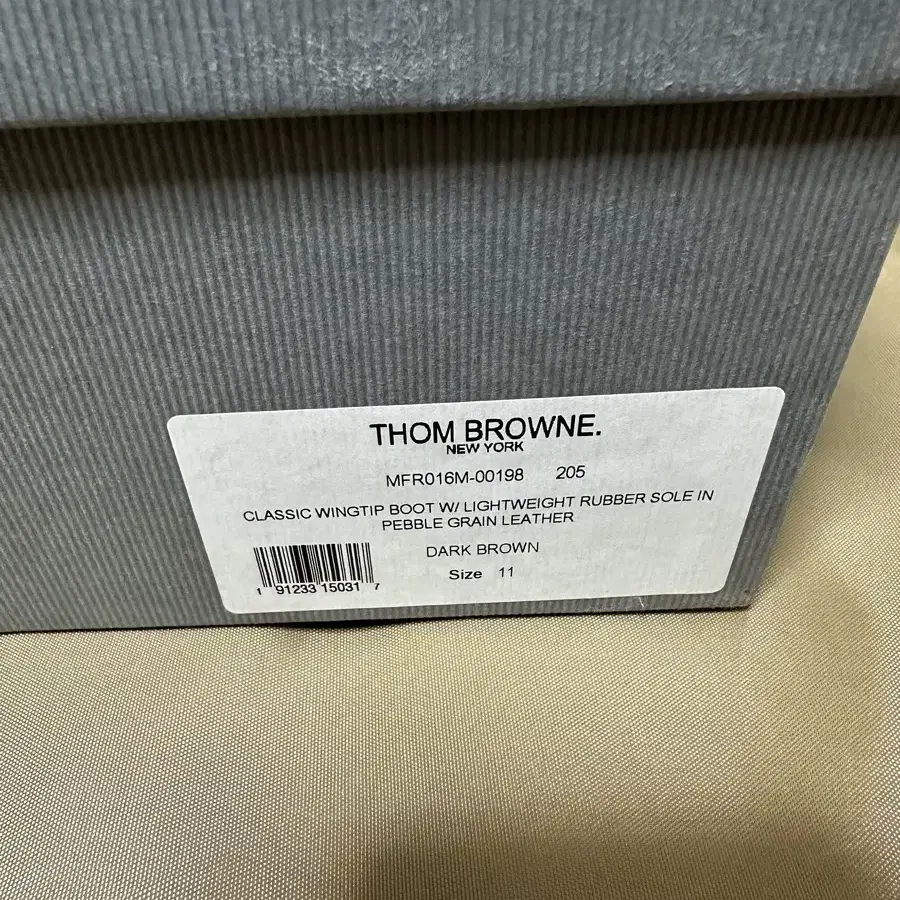 THOM BROWNE.
NEW YORK
MFR016M-00198 205
CLASSIC WINGTIP BOOT W/ LIGHTWEIGHT RUBBER SOLE IN
PEBBLE GRAIN LEATHER
DARK BROWN
Size 11
1 91233 15031 7